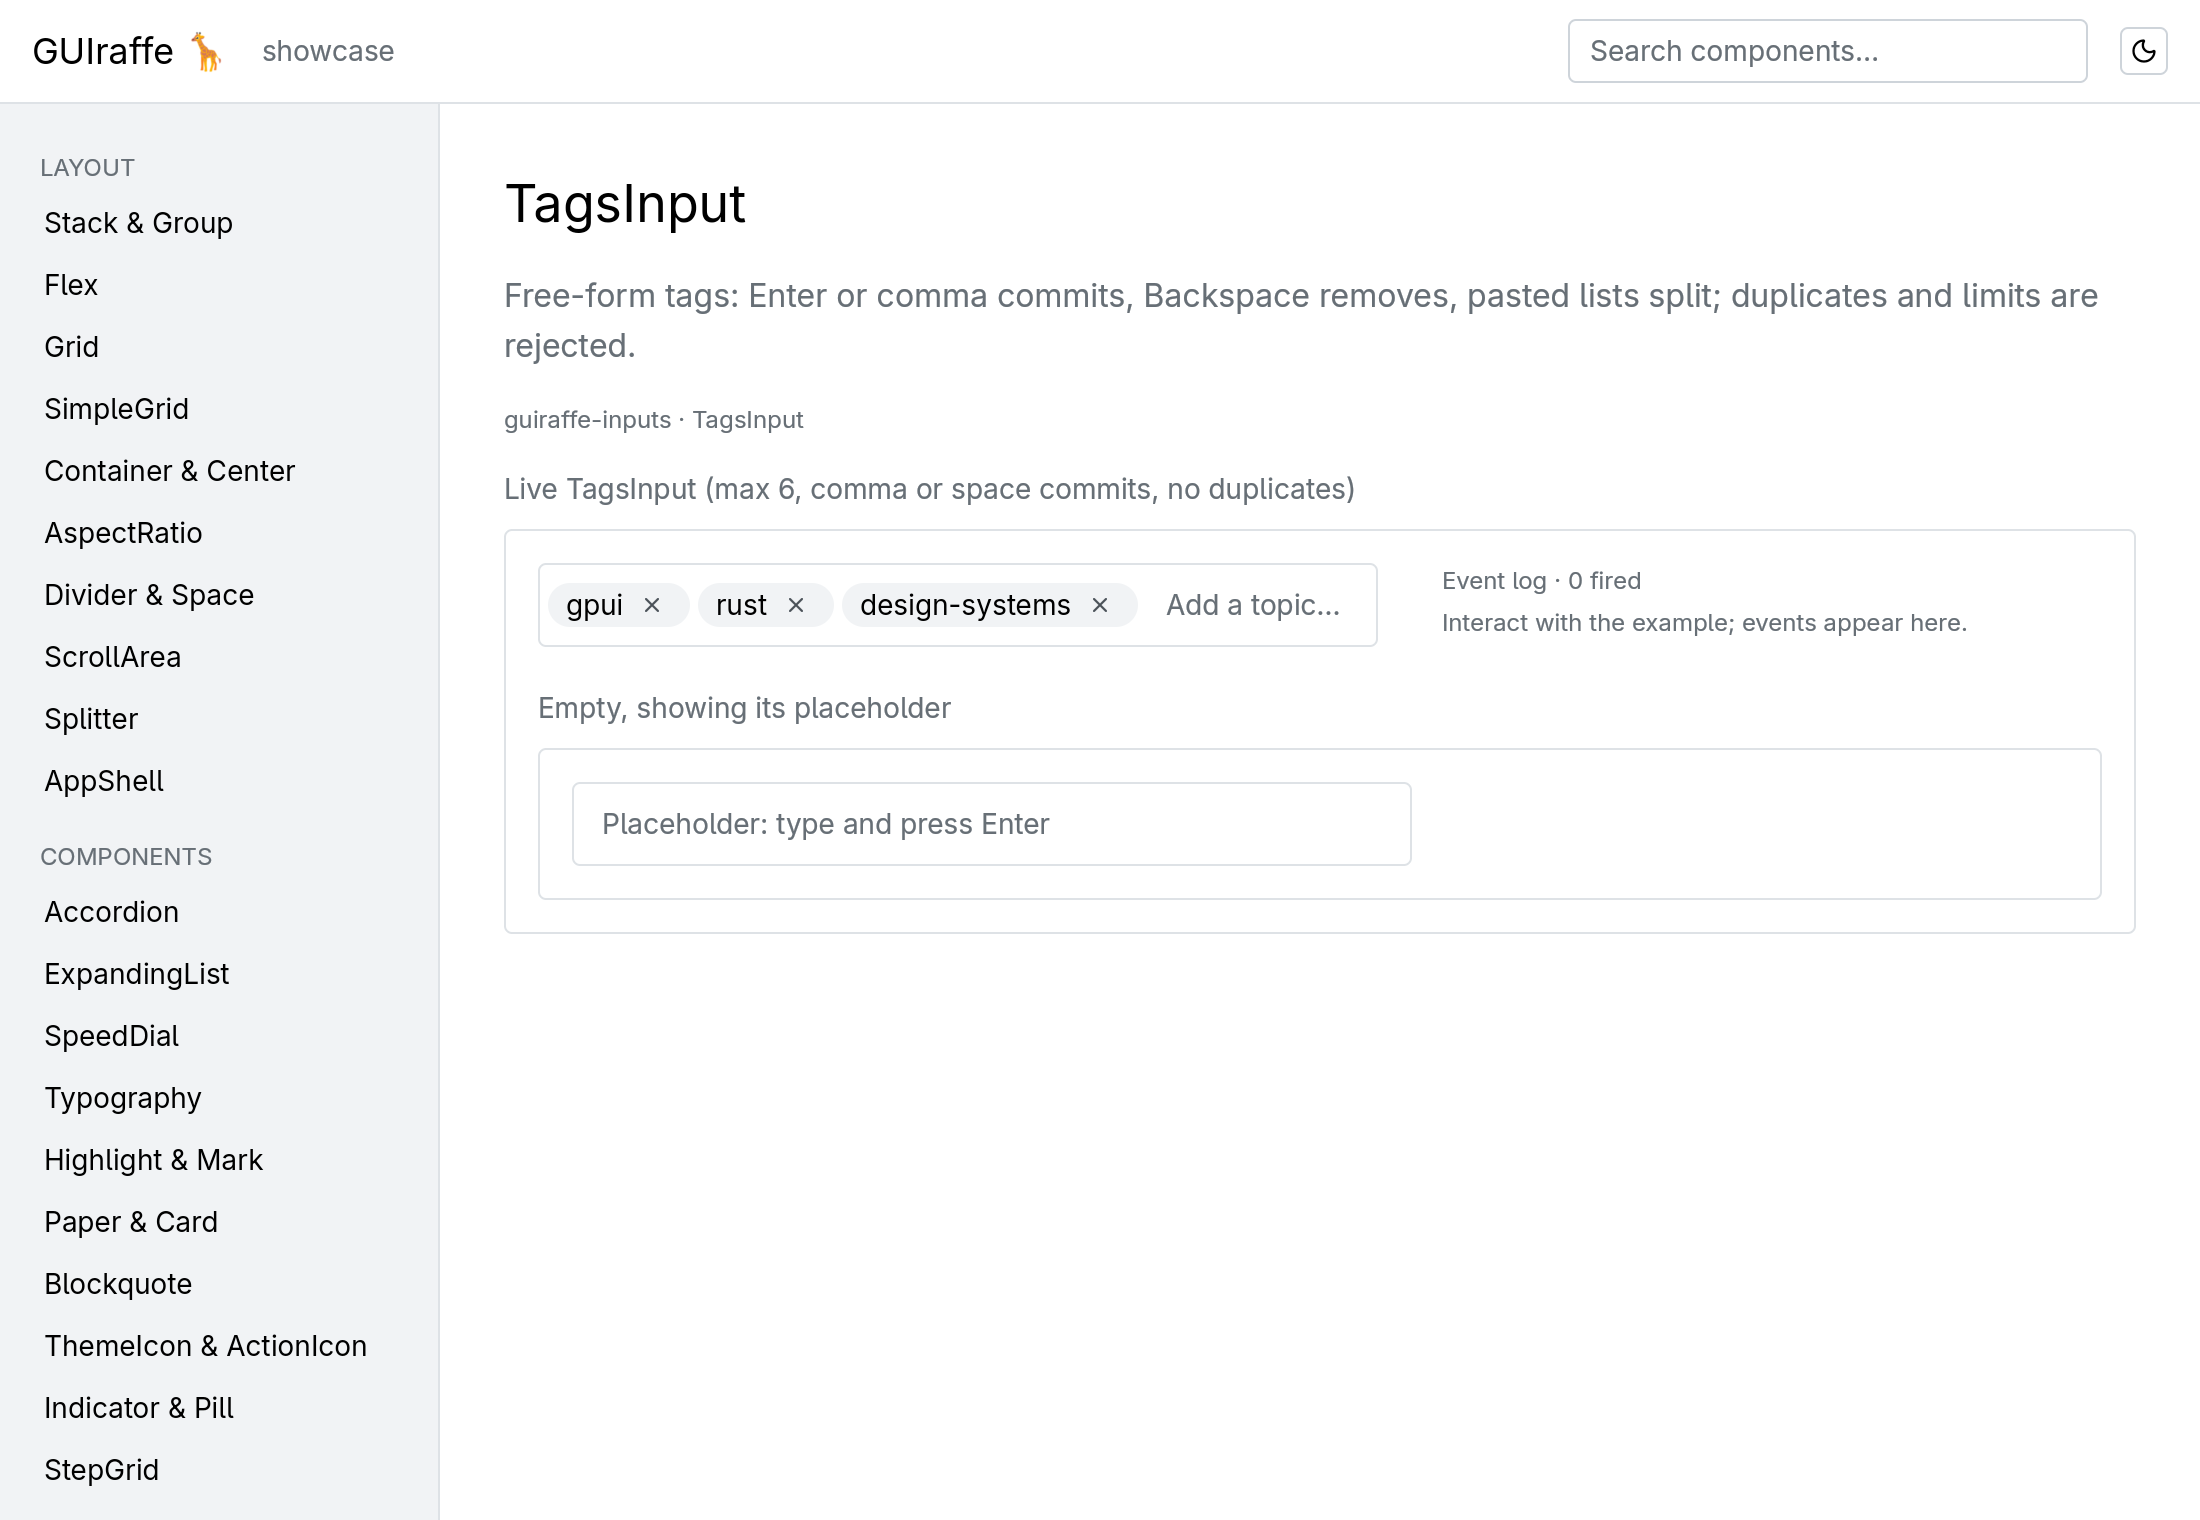 GUIraffe 🦒 showcase
Search components...
LAYOUT
Stack & Group
Flex
Grid
SimpleGrid
Container & Center
AspectRatio
Divider & Space
ScrollArea
Splitter
AppShell
COMPONENTS
Accordion
ExpandingList
SpeedDial
Typography
Highlight & Mark
Paper & Card
Blockquote
ThemeIcon & ActionIcon
Indicator & Pill
StepGrid
TagsInput
Free-form tags: Enter or comma commits, Backspace removes, pasted lists split; duplicates and limits are
rejected.
guiraffe-inputs · TagsInput
Live TagsInput (max 6, comma or space commits, no duplicates)
gpui × rust × design-systems × Add a topic...
Event log · 0 fired
Interact with the example; events appear here.
Empty, showing its placeholder
Placeholder: type and press Enter